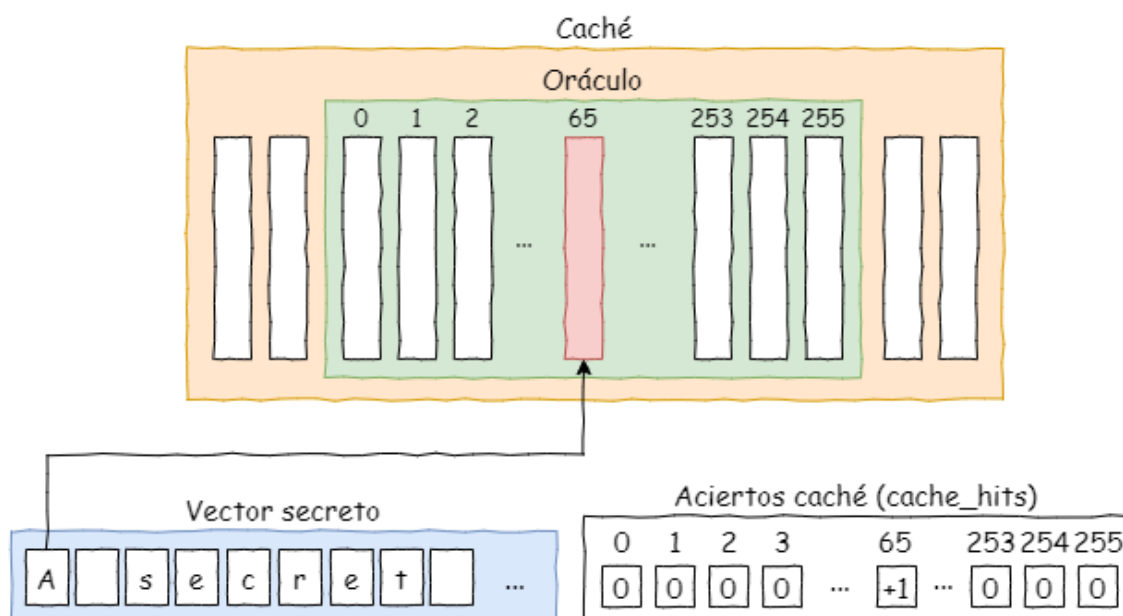 Caché
Oráculo
0 1 2 65 253 254 255
... ...
Vector secreto
A s e c r e t ...
Aciertos caché (cache_hits)
0 1 2 3 65 253 254 255
0 0 0 0 ... +1 ... 0 0 0